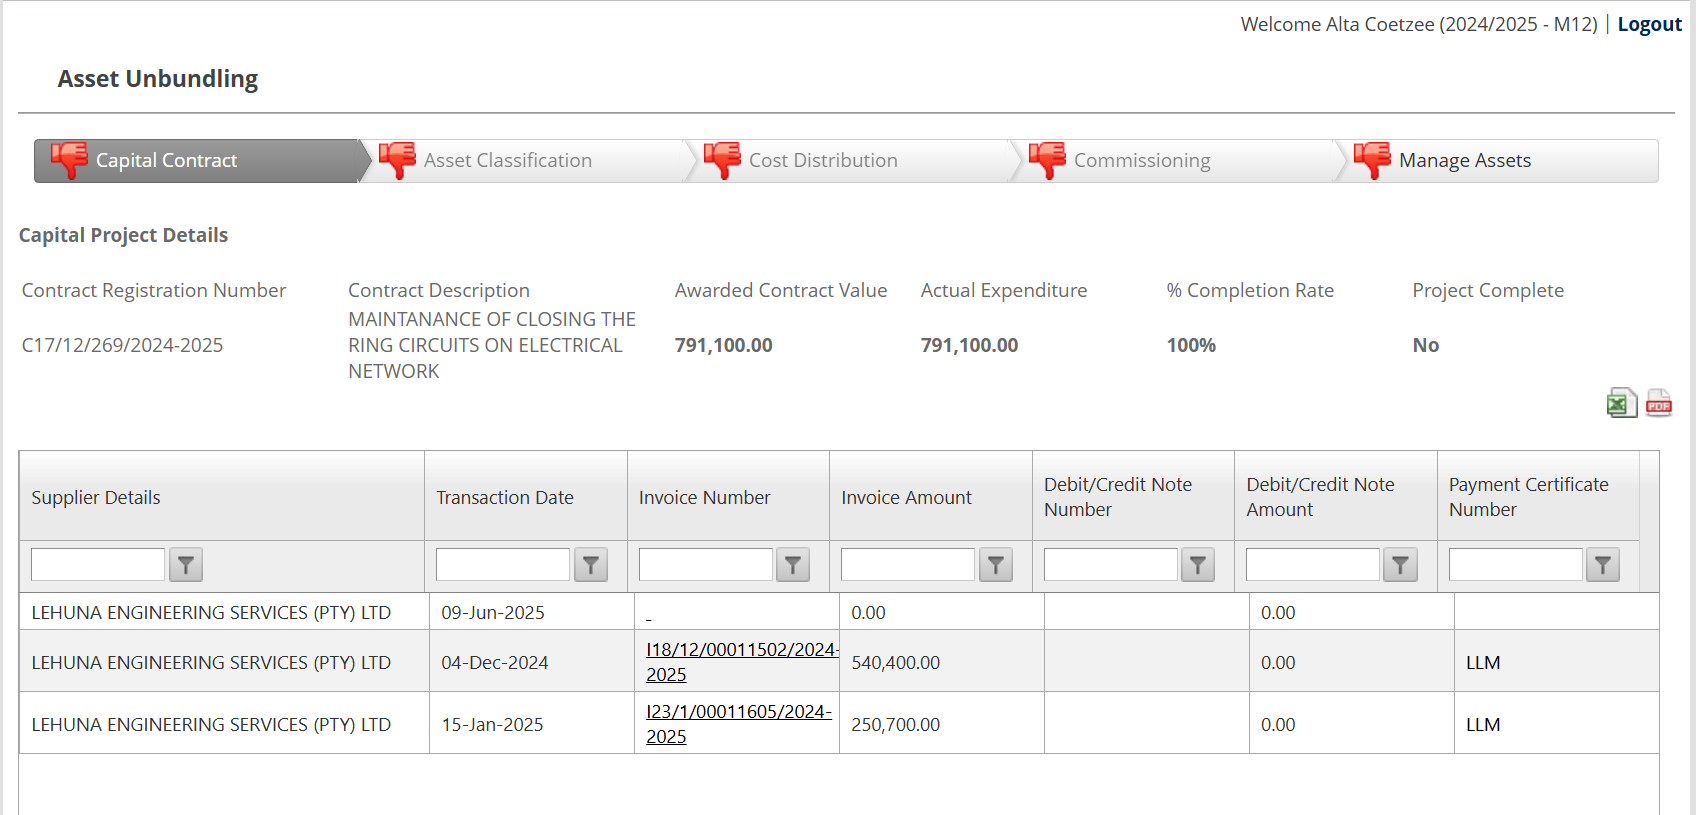 Welcome Alta Coetzee (2024/2025 - M12) | Logout
Asset Unbundling
Capital Contract
Asset Classification
Cost Distribution
Commissioning
Manage Assets
Capital Project Details
Contract Registration Number
Contract Description
Awarded Contract Value
Actual Expenditure
% Completion Rate
Project Complete
C17/12/269/2024-2025
MAINTANANCE OF CLOSING THE
RING CIRCUITS ON ELECTRICAL
NETWORK
791,100.00
791,100.00
100%
No
PDF
Supplier Details
Transaction Date
Invoice Number
Invoice Amount
Debit/Credit Note
Number
Debit/Credit Note
Amount
Payment Certificate
Number
LEHUNA ENGINEERING SERVICES (PTY) LTD
09-Jun-2025
-
0.00
0.00
LEHUNA ENGINEERING SERVICES (PTY) LTD
04-Dec-2024
I18/12/00011502/2024-
2025
540,400.00
0.00
LLM
LEHUNA ENGINEERING SERVICES (PTY) LTD
15-Jan-2025
I23/1/00011605/2024-
2025
250,700.00
0.00
LLM